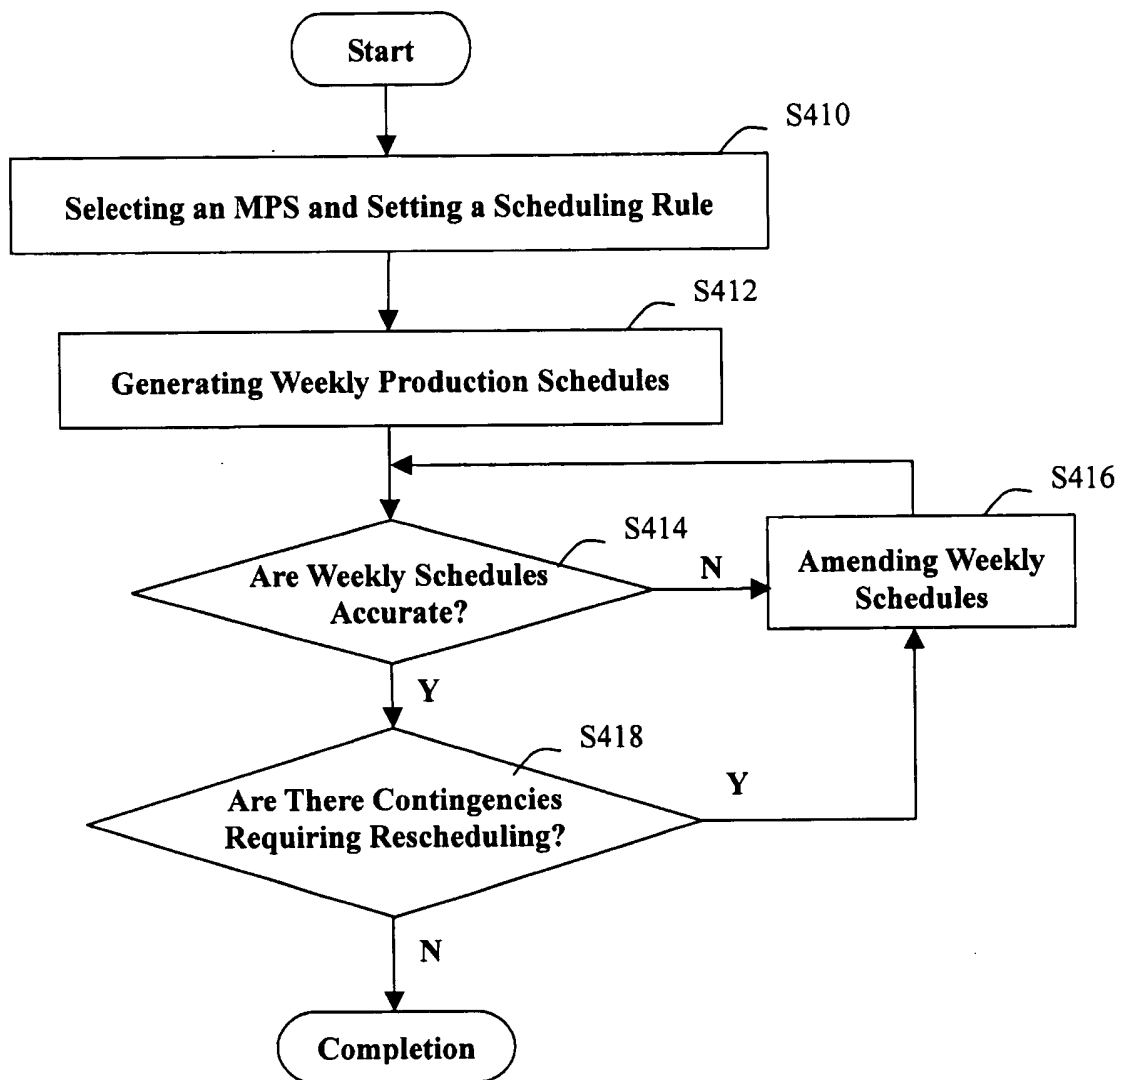 Start
S410
Selecting an MPS and Setting a Scheduling Rule
S412
Generating Weekly Production Schedules
S416
S414
Are Weekly Schedules
Accurate?
N
Amending Weekly
Schedules
Y
S418
Are There Contingencies
Requiring Rescheduling?
Y
N
Completion